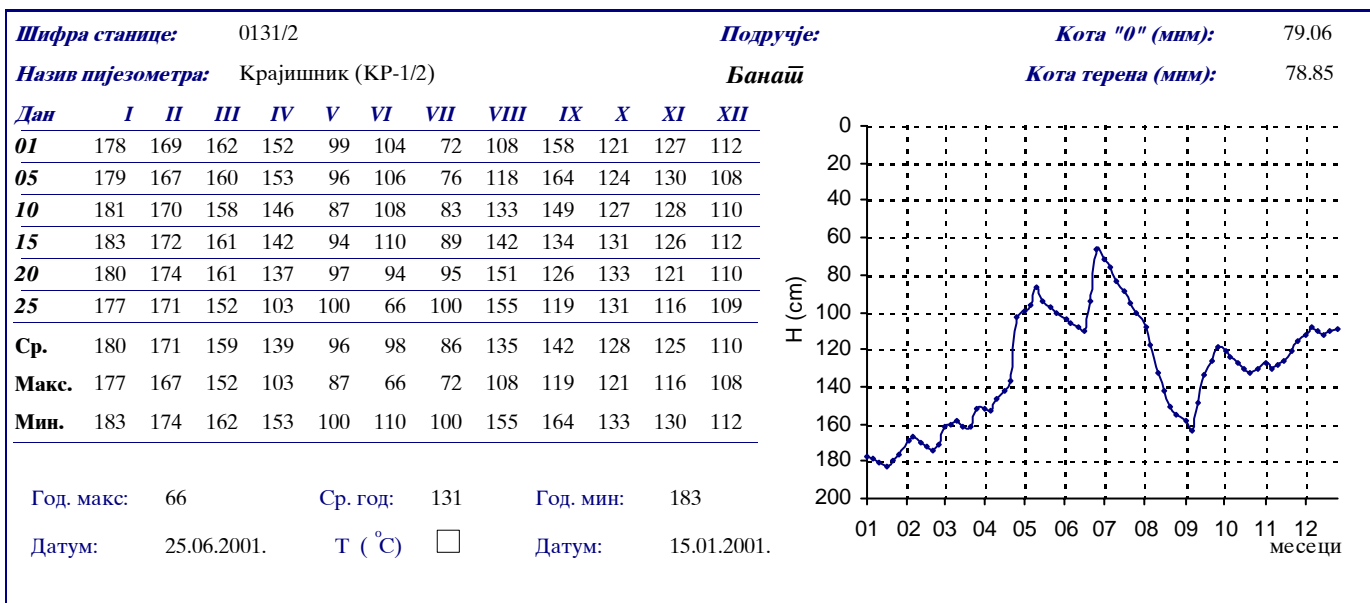 Шифра станице: 0131/2 Подручје: Кота "0" (мнм): 79.06
Назив пијезометра: Крајишник (KP-1/2) Банат Кота терена (мнм): 78.85
Дан I II III IV V VI VII VIII IX X XI XII
01 178 169 162 152 99 104 72 108 158 121 127 112
05 179 167 160 153 96 106 76 118 164 124 130 108
10 181 170 158 146 87 108 83 133 149 127 128 110
15 183 172 161 142 94 110 89 142 134 131 126 112
20 180 174 161 137 97 94 95 151 126 133 121 110
25 177 171 152 103 100 66 100 155 119 131 116 109
Ср. 180 171 159 139 96 98 86 135 142 128 125 110
Макс. 177 167 152 103 87 66 72 108 119 121 116 108
Мин. 183 174 162 153 100 110 100 155 164 133 130 112
Год. макс: 66 Ср. год: 131 Год. мин: 183
Датум: 25.06.2001. Т ( °C) Датум: 15.01.2001.
H (cm)
0
20
40
60
80
100
120
140
160
180
200
01 02 03 04 05 06 07 08 09 10 11 12
месеци